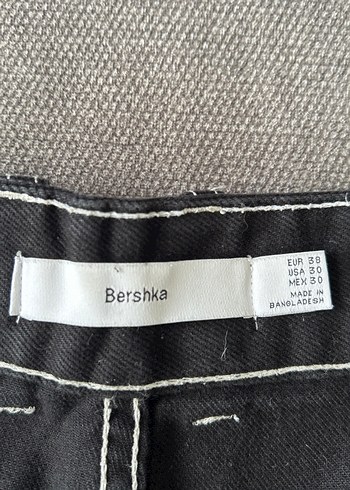 Bershka
EUR 38
USA 30
MEX 30
MADE IN
BANGLADESH